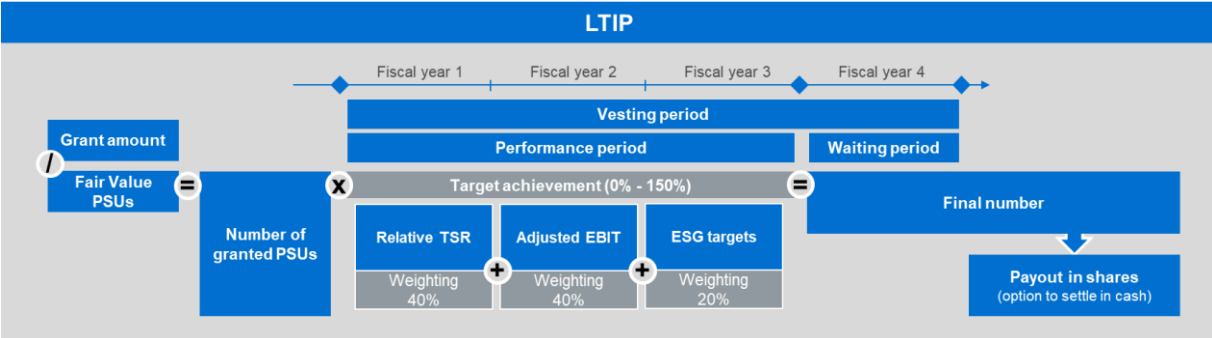 LTIP
Fiscal year 1
Fiscal year 2
Fiscal year 3
Fiscal year 4
Vesting period
Grant amount
Performance period
Waiting period
/
Fair Value
PSUs
=
x
Target achievement (0% - 150%)
=
Number of
granted PSUs
Final number
Relative TSR
Weighting
40%
+
Adjusted EBIT
Weighting
40%
+
ESG targets
Weighting
20%
Payout in shares
(option to settle in cash)